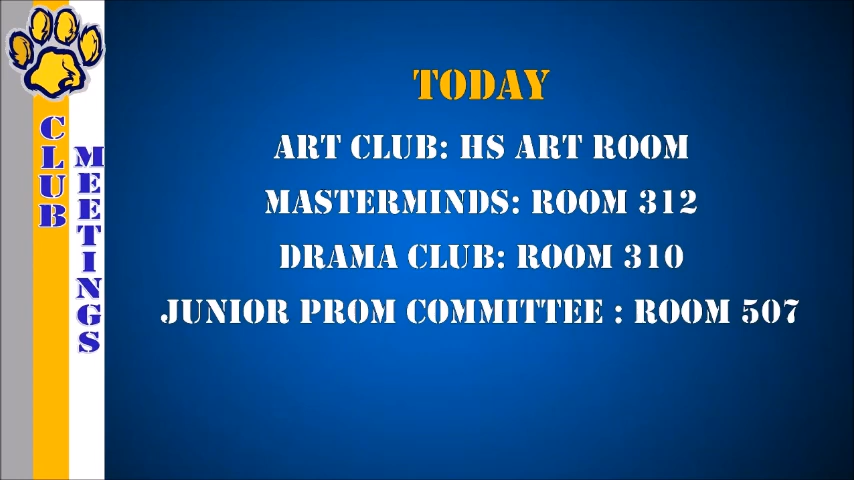 CLUB
MEETINGS
TODAY
ART CLUB: HS ART ROOM
MASTERMINDS: ROOM 312
DRAMA CLUB: ROOM 310
JUNIOR PROM COMMITTEE : ROOM 507